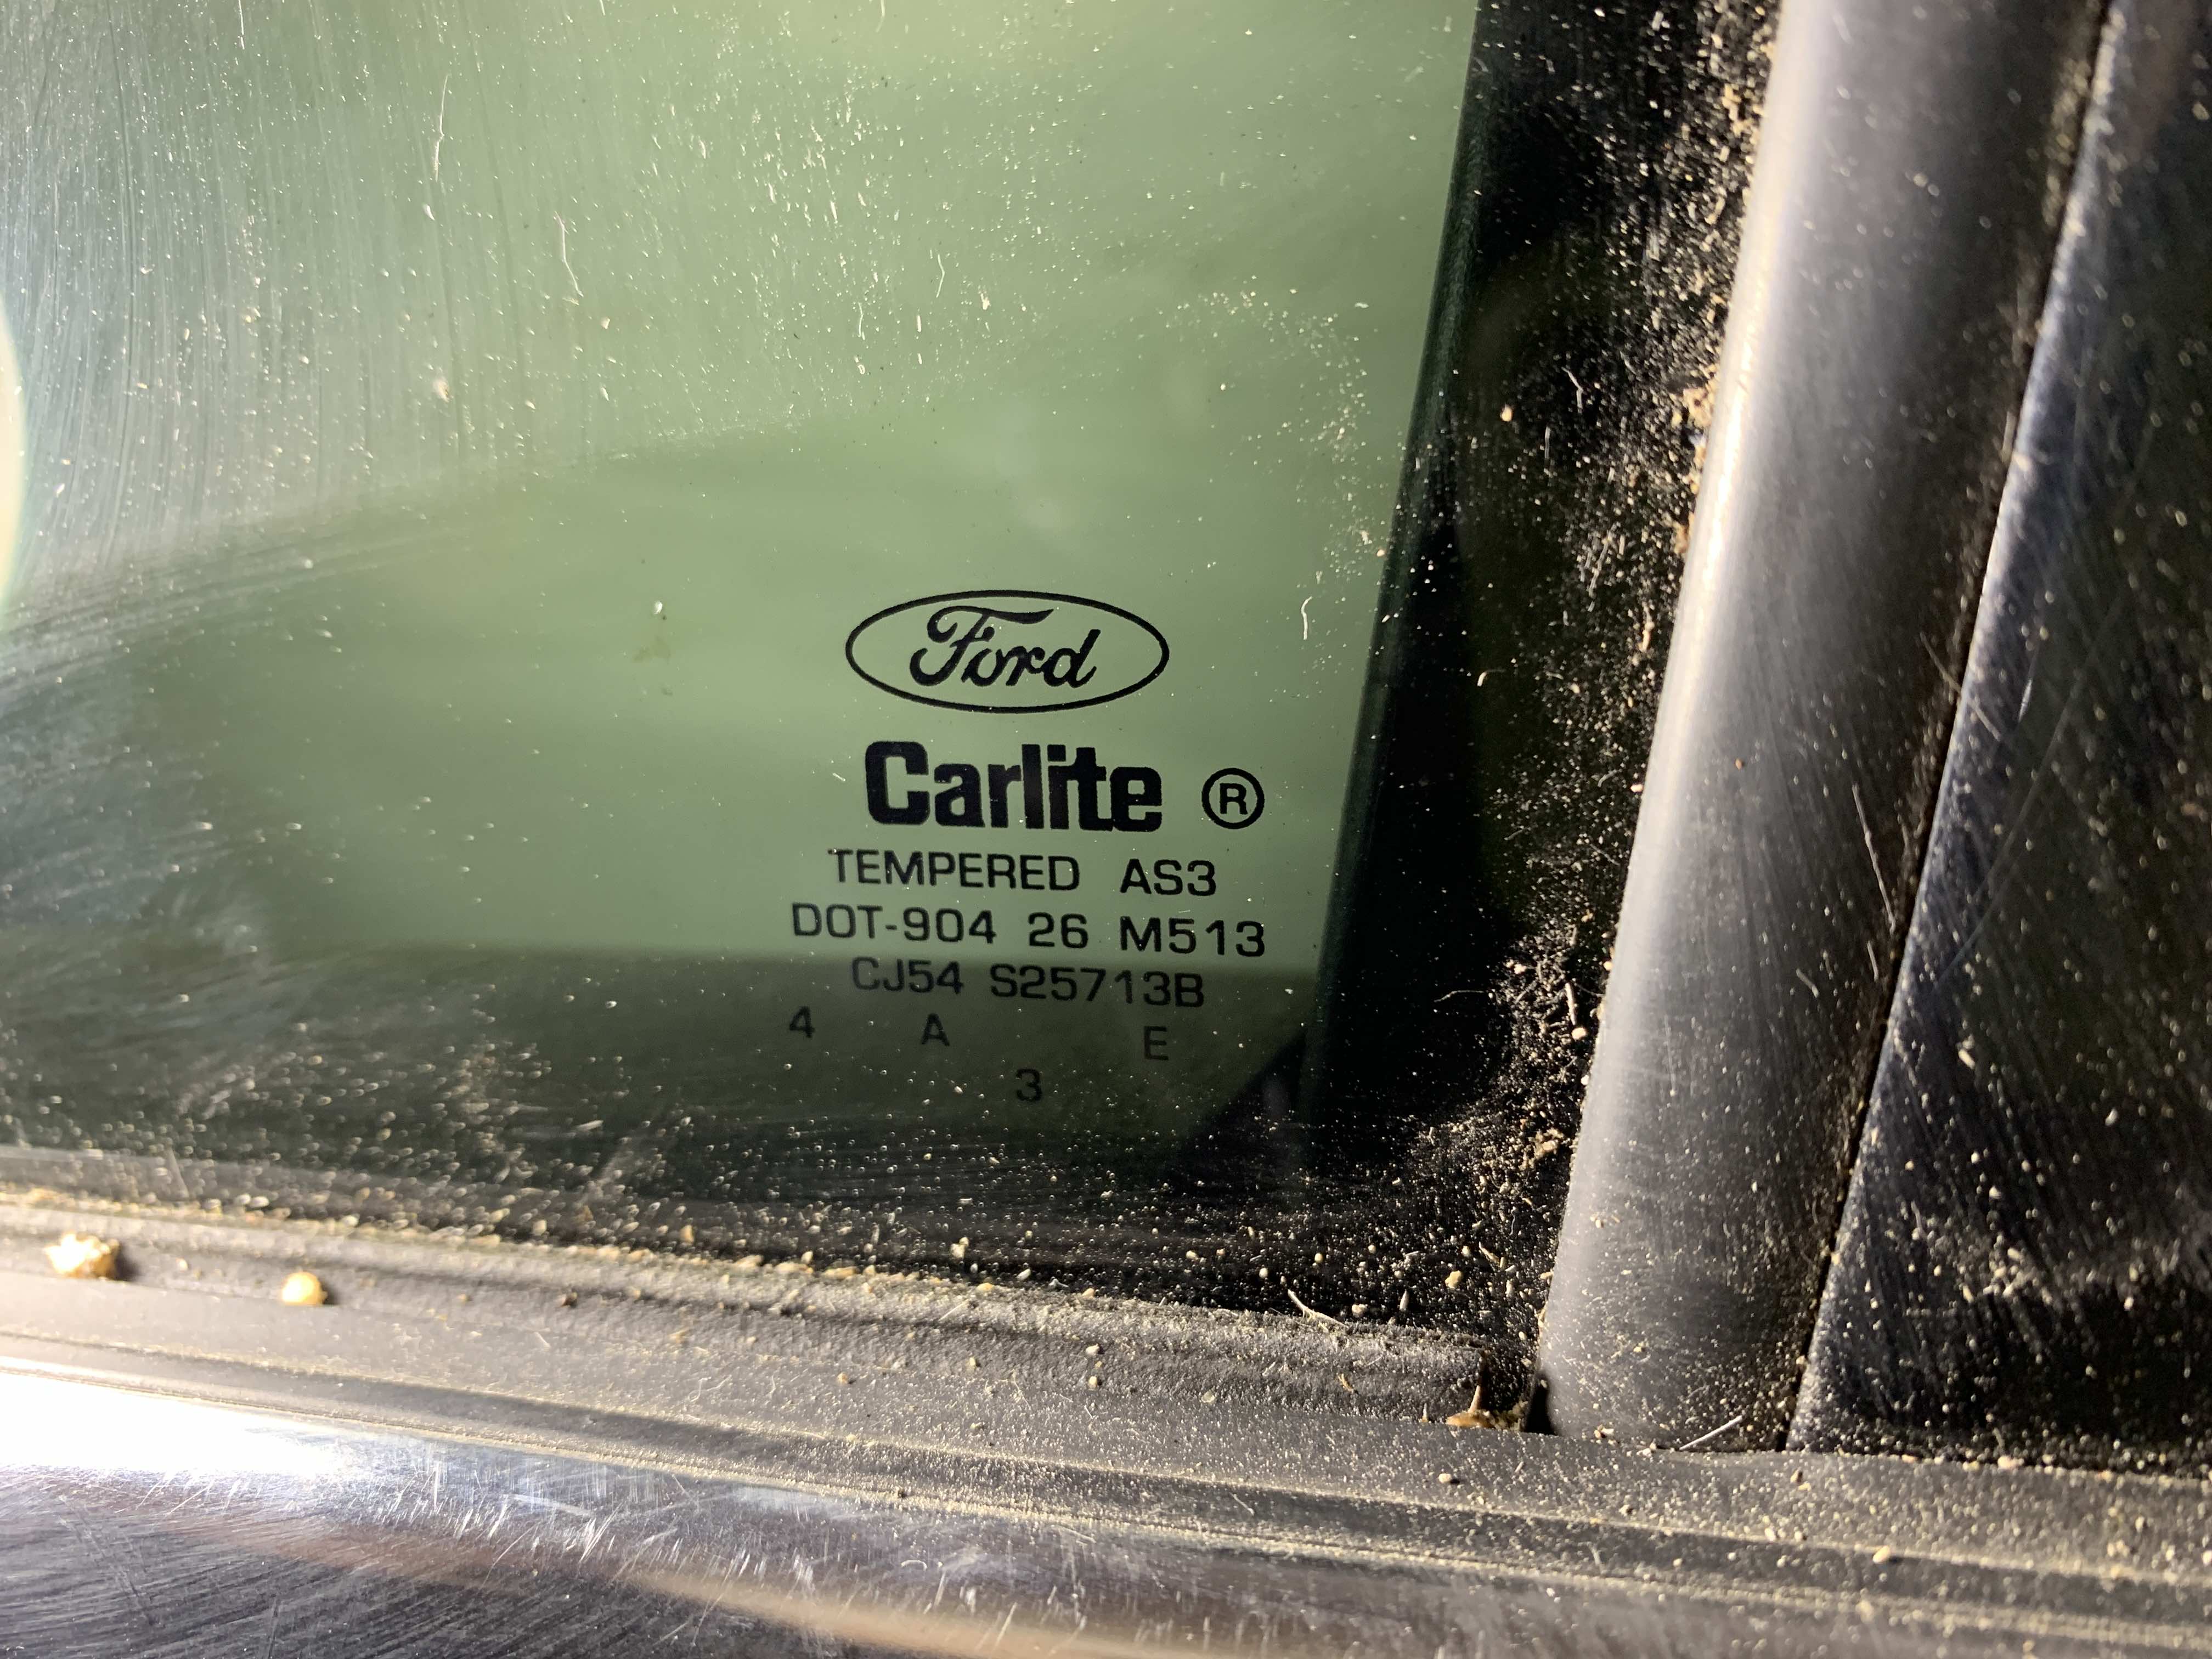 Ford
Carlite ®
TEMPERED AS3
DOT-904 26 M513
CJ54 S25713B
4 A E
3